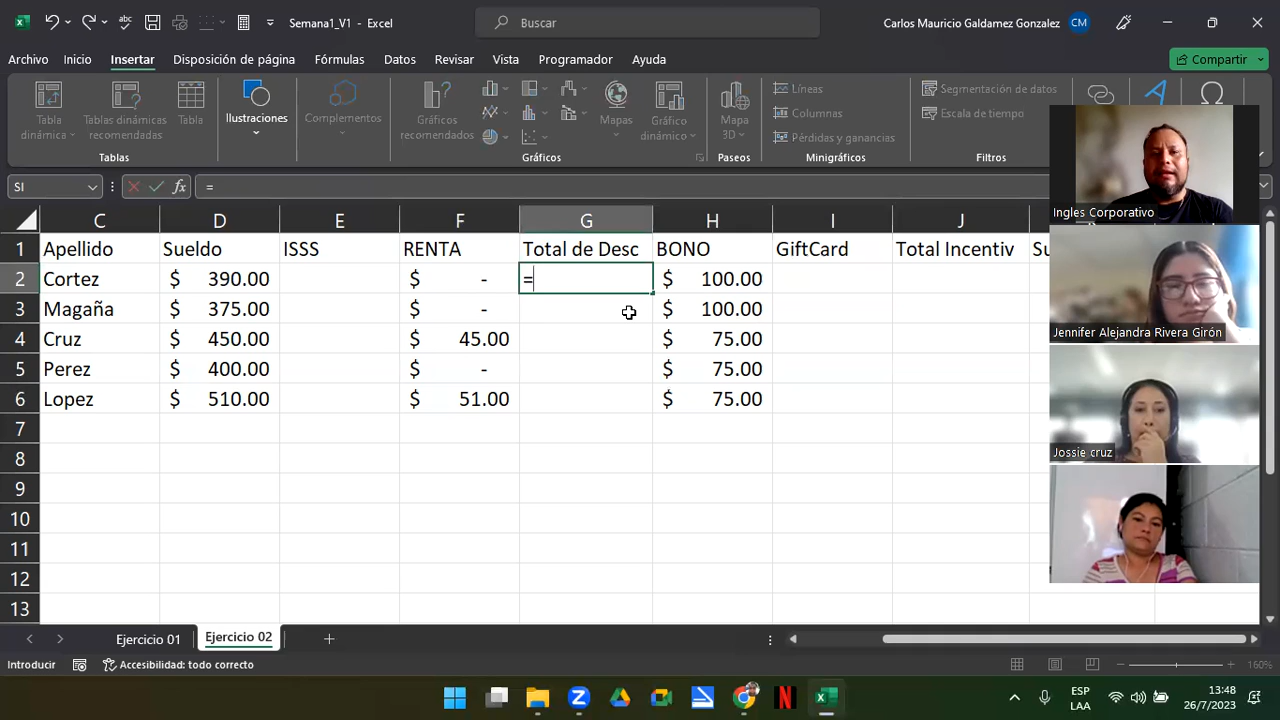 Semana1_V1 - Excel
Buscar
Carlos Mauricio Galdamez Gonzalez
CM
Archivo Inicio Insertar Disposición de página Fórmulas Datos Revisar Vista Programador Ayuda
Compartir
Tabla dinámica
Tablas dinámicas recomendadas
Tabla
Ilustraciones
Complementos
Gráficos recomendados
Mapas
Gráfico dinámico
Mapa 3D
Líneas
Columnas
Pérdidas y ganancias
Segmentación de datos
Escala de tiempo
Tablas Gráficos Paseos Minigráficos Filtros
SI
fx =
C D E F G H I J
1 Apellido Sueldo ISSS RENTA Total de Desc BONO GiftCard Total Incentiv Su
2 Cortez $ 390.00 $ - = $ 100.00
3 Magaña $ 375.00 $ - $ 100.00
4 Cruz $ 450.00 $ 45.00 $ 75.00
5 Perez $ 400.00 $ - $ 75.00
6 Lopez $ 510.00 $ 51.00 $ 75.00
7
8
9
10
11
12
13
Ingles Corporativo
Jennifer Alejandra Rivera Girón
Jossie cruz
Ejercicio 01 Ejercicio 02
Introducir
Accesibilidad: todo correcto
160%
ESP
LAA
13:48
26/7/2023